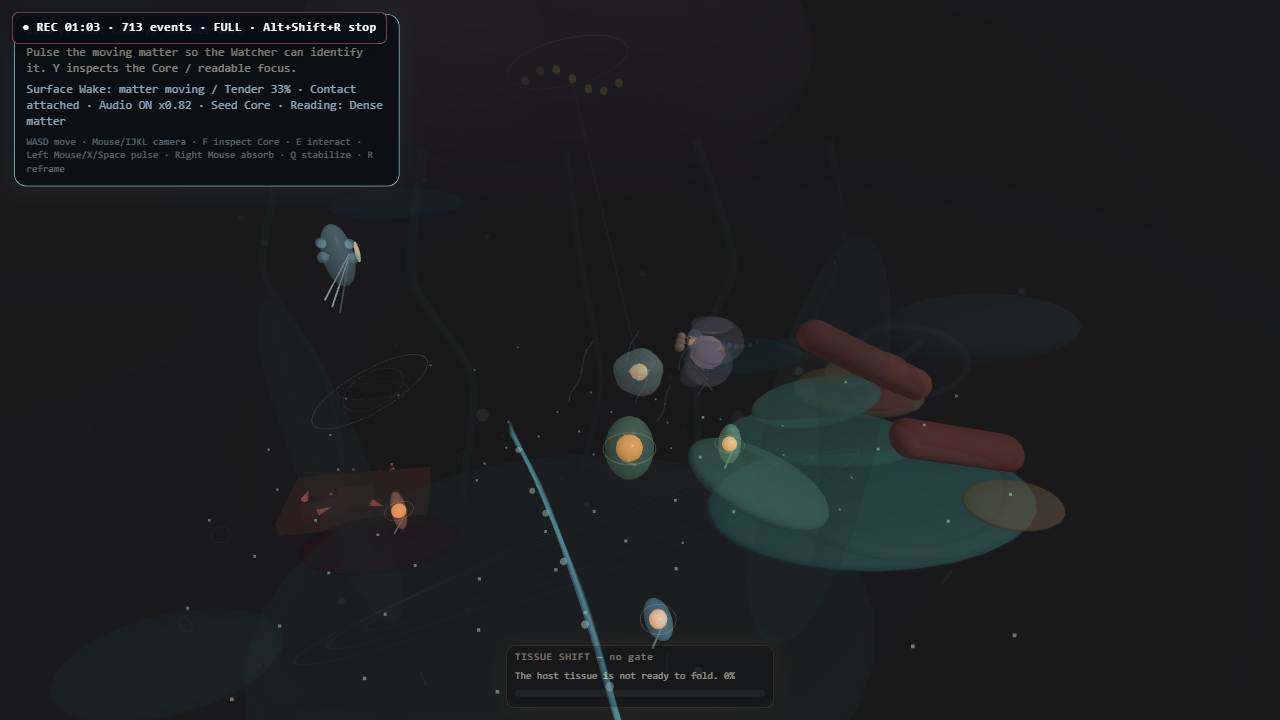 ● REC 01:03 · 713 events · FULL · Alt+Shift+R stop
Pulse the moving matter so the Watcher can identify
it. Y inspects the Core / readable focus.
Surface Wake: matter moving / Tender 33% · Contact
attached · Audio ON x0.82 · Seed Core · Reading: Dense
matter
WASD move · Mouse/IJKL camera · F inspect Core · E interact ·
Left Mouse/X/Space pulse · Right Mouse absorb · Q stabilize · R
reframe
TISSUE SHIFT — no gate
The host tissue is not ready to fold. 0%